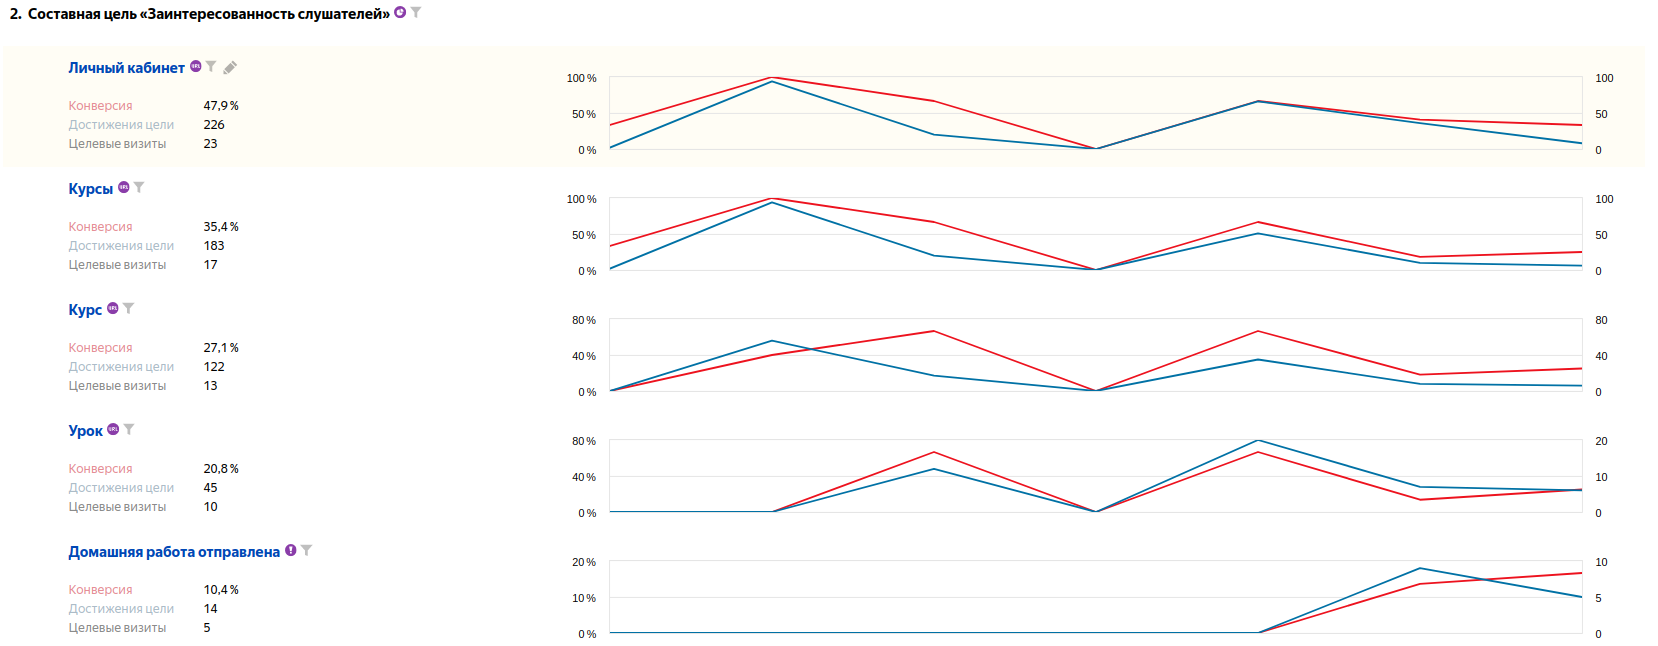 2. Составная цель «Заинтересованность слушателей»
Личный кабинет URL
Конверсия 47,9 %
Достижения цели 226
Целевые визиты 23
100 % 100
50 % 50
0 % 0
Курсы URL
Конверсия 35,4 %
Достижения цели 183
Целевые визиты 17
100 % 100
50 % 50
0 % 0
Курс URL
Конверсия 27,1 %
Достижения цели 122
Целевые визиты 13
80 % 80
40 % 40
0 % 0
Урок URL
Конверсия 20,8 %
Достижения цели 45
Целевые визиты 10
80 % 20
40 % 10
0 % 0
Домашняя работа отправлена
Конверсия 10,4 %
Достижения цели 14
Целевые визиты 5
20 % 10
10 % 5
0 % 0